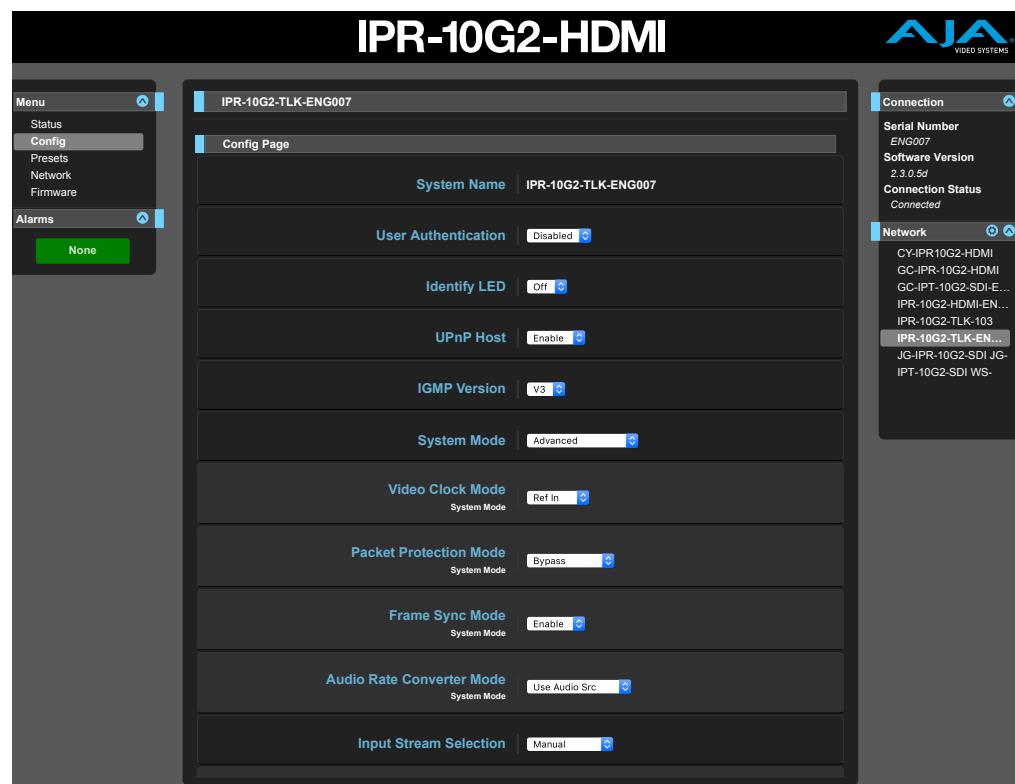 IPR-10G2-HDMI
AJA
VIDEO SYSTEMS
Menu
Status
Config
Presets
Network
Firmware
Alarms
None
IPR-10G2-TLK-ENG007
Config Page
System Name IPR-10G2-TLK-ENG007
User Authentication Disabled
Identify LED Off
UPnP Host Enable
IGMP Version V3
System Mode Advanced
Video Clock Mode Ref In
System Mode
Packet Protection Mode Bypass
System Mode
Frame Sync Mode Enable
System Mode
Audio Rate Converter Mode Use Audio Src
System Mode
Input Stream Selection Manual
Connection
Serial Number
ENG007
Software Version
2.3.0.5d
Connection Status
Connected
Network
CY-IPR10G2-HDMI
GC-IPR-10G2-HDMI
GC-IPT-10G2-SDI-E...
IPR-10G2-HDMI-EN...
IPR-10G2-TLK-103
IPR-10G2-TLK-EN...
JG-IPR-10G2-SDI JG-
IPT-10G2-SDI WS-